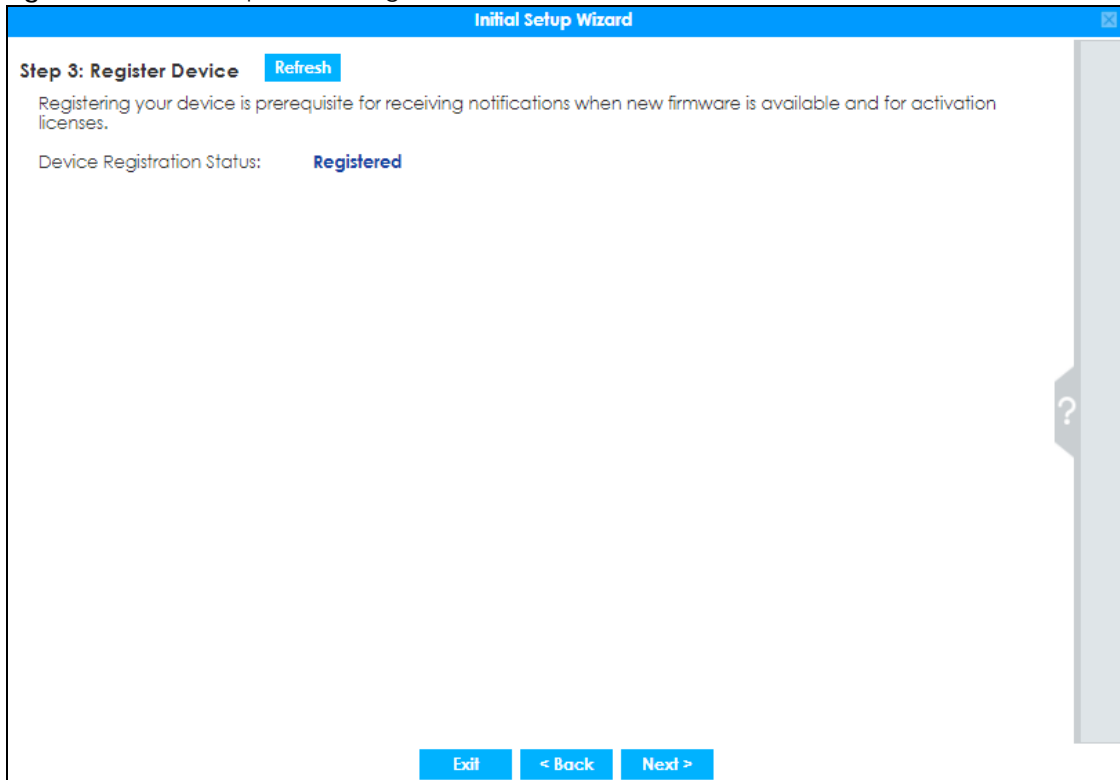 Initial Setup Wizard
Step 3: Register Device
Refresh
Registering your device is prerequisite for receiving notifications when new firmware is available and for activation
licenses.
Device Registration Status: Registered
?
Exit
< Back
Next >